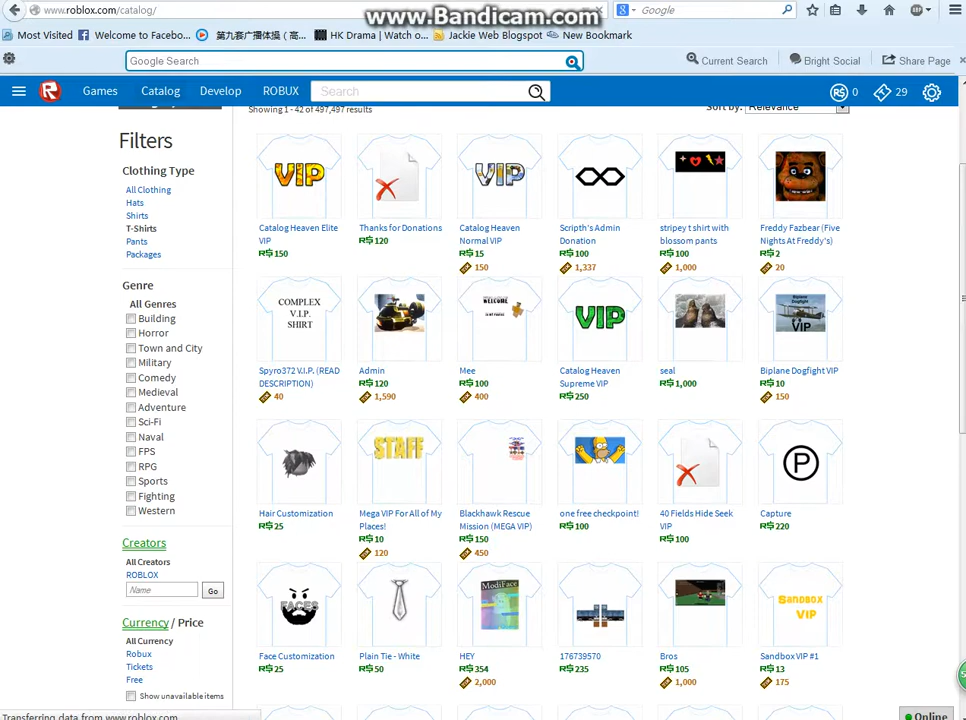 www.Bandicam.com
www.roblox.com/catalog/
Google
Most Visited Welcome to Facebo... 第九套广播体操（高... HK Drama | Watch o... Jackie Web Blogspot New Bookmark
Google Search Current Search Bright Social Share Page
Games Catalog Develop ROBUX Search R$ 0 29
Showing 1 - 42 of 497,497 results
Sort by: Relevance
Filters
Clothing Type
All Clothing
Hats
Shirts
T-Shirts
Pants
Packages
Genre
All Genres
Building
Horror
Town and City
Military
Comedy
Medieval
Adventure
Sci-Fi
Naval
FPS
RPG
Sports
Fighting
Western
Creators
All Creators
ROBLOX
Name Go
Currency / Price
All Currency
Robux
Tickets
Free
Show unavailable items
VIP
Catalog Heaven Elite
VIP
R$150
Thanks for Donations
R$120
VIP
Catalog Heaven
Normal VIP
R$15
150
Scripth's Admin
Donation
R$100
1,337
stripey t shirt with
blossom pants
R$100
1,000
Freddy Fazbear (Five
Nights At Freddy's)
R$2
20
COMPLEX
V.I.P.
SHIRT
Spyro372 V.I.P. (READ
DESCRIPTION)
40
Admin
R$120
1,590
WELCOME
Mee
R$100
400
VIP
Catalog Heaven
Supreme VIP
R$250
seal
R$1,000
Biplane
Dogfight
VIP
Biplane Dogfight VIP
R$10
150
Hair Customization
R$25
STAFF
Mega VIP For All of My
Places!
R$10
120
Blackhawk Rescue
Mission (MEGA VIP)
R$150
450
one free checkpoint!
R$100
40 Fields Hide Seek
VIP
R$100
P
Capture
R$220
FACES
Face Customization
R$25
Plain Tie - White
R$50
ModiFace
HEY
R$354
2,000
176739570
R$235
Bros
R$105
1,000
SANDBOX
VIP
Sandbox VIP #1
R$13
175
Transferring data from www.roblox.com...
Online